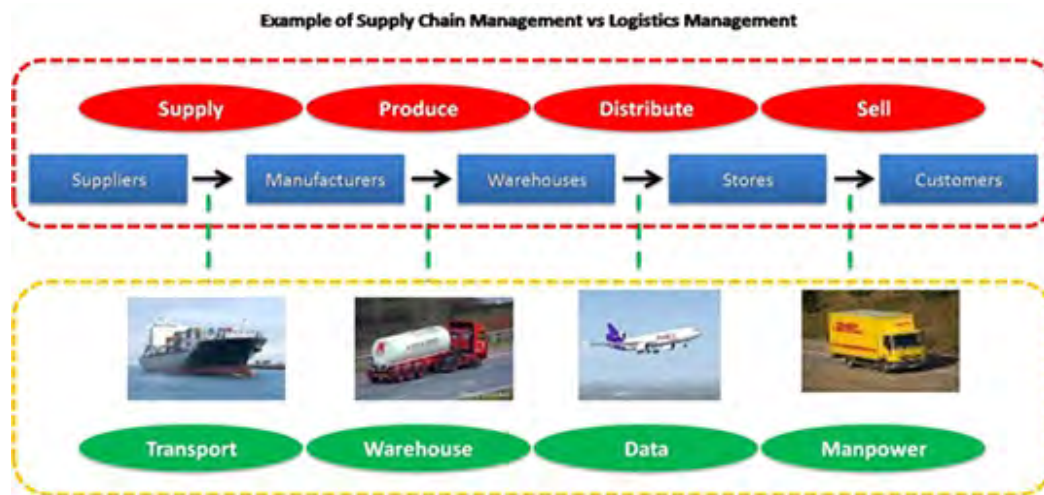 Example of Supply Chain Management vs Logistics Management
Supply
Produce
Distribute
Sell
Suppliers
Manufacturers
Warehouses
Stores
Customers
Transport
Warehouse
Data
Manpower